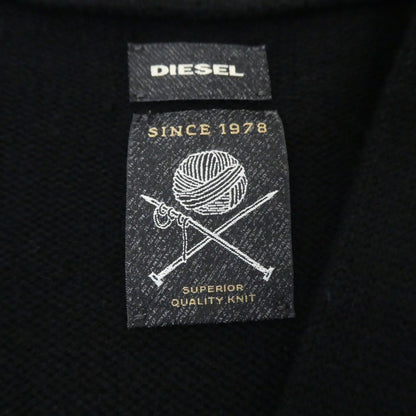 DIESEL
SINCE 1978
SUPERIOR
QUALITY KNIT